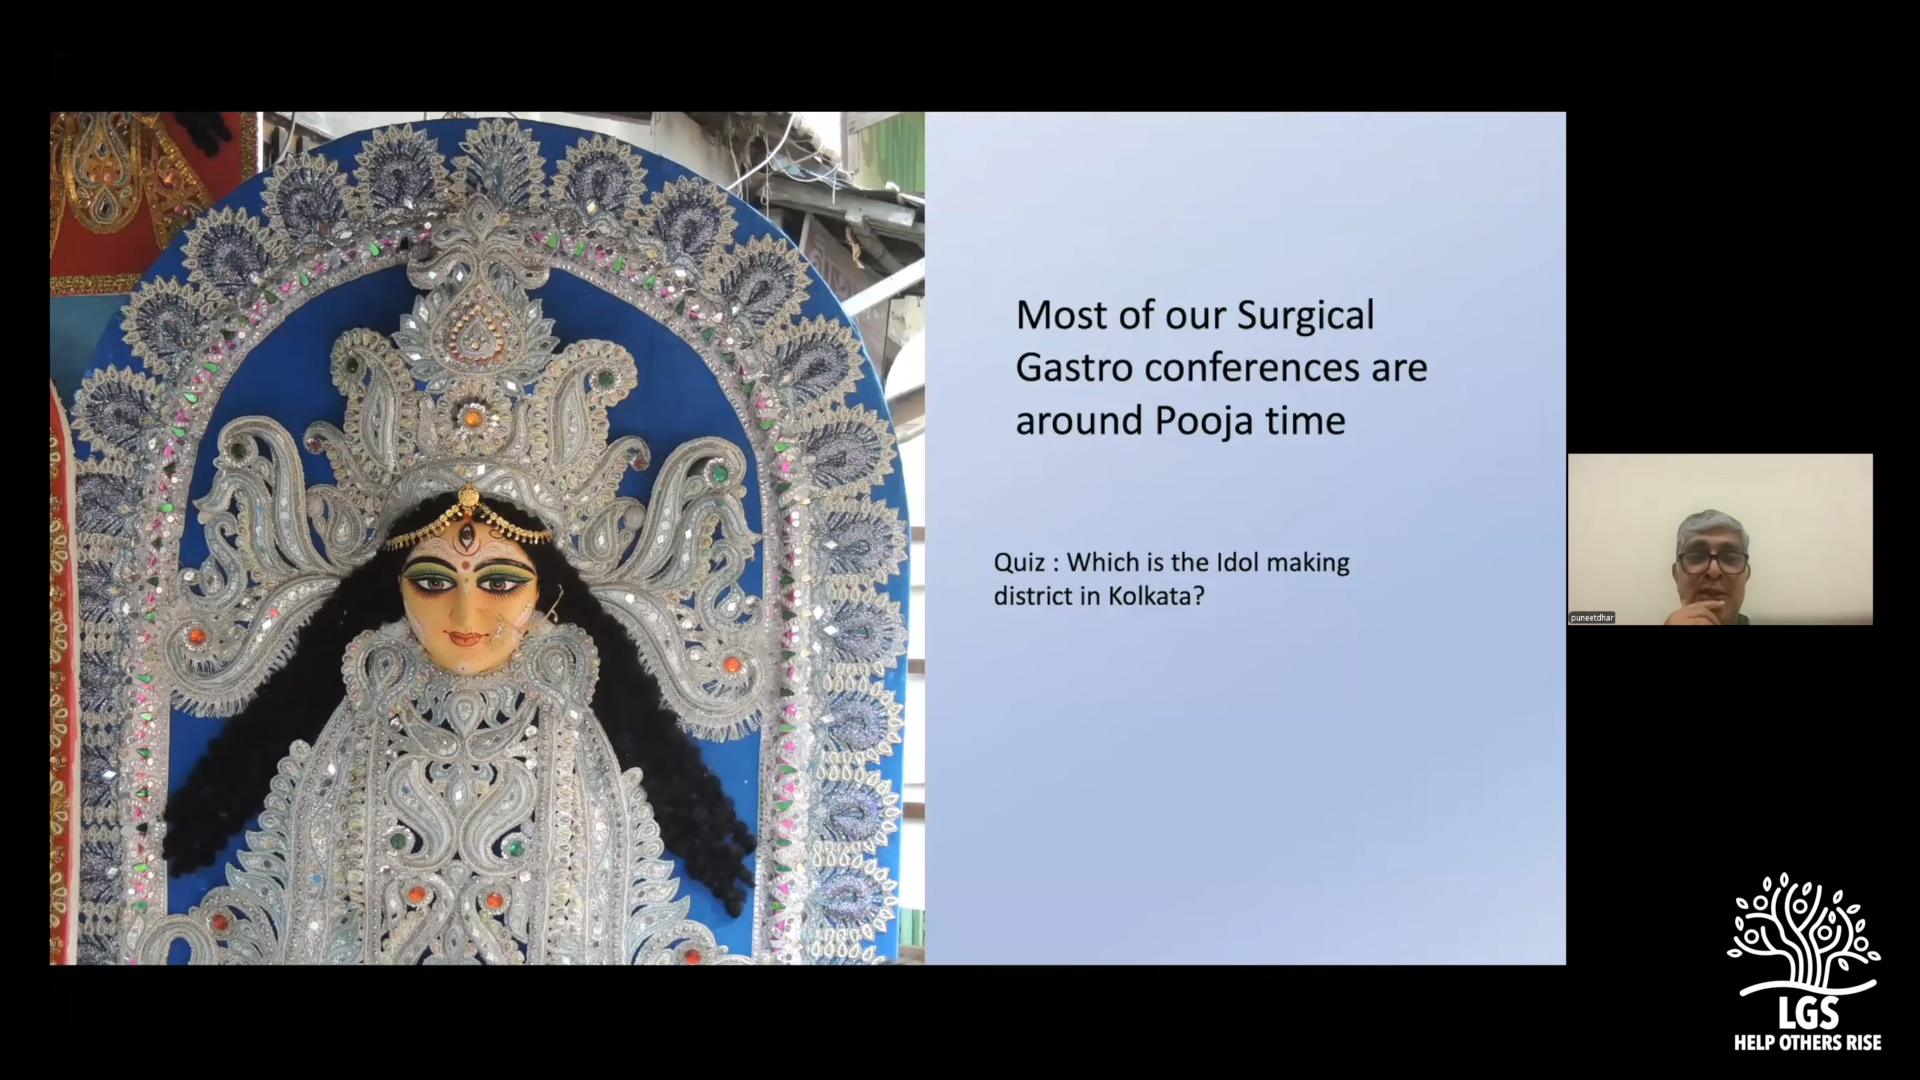 Most of our Surgical
Gastro conferences are
around Pooja time
Quiz : Which is the Idol making
district in Kolkata?
puneetdhar
LGS
HELP OTHERS RISE